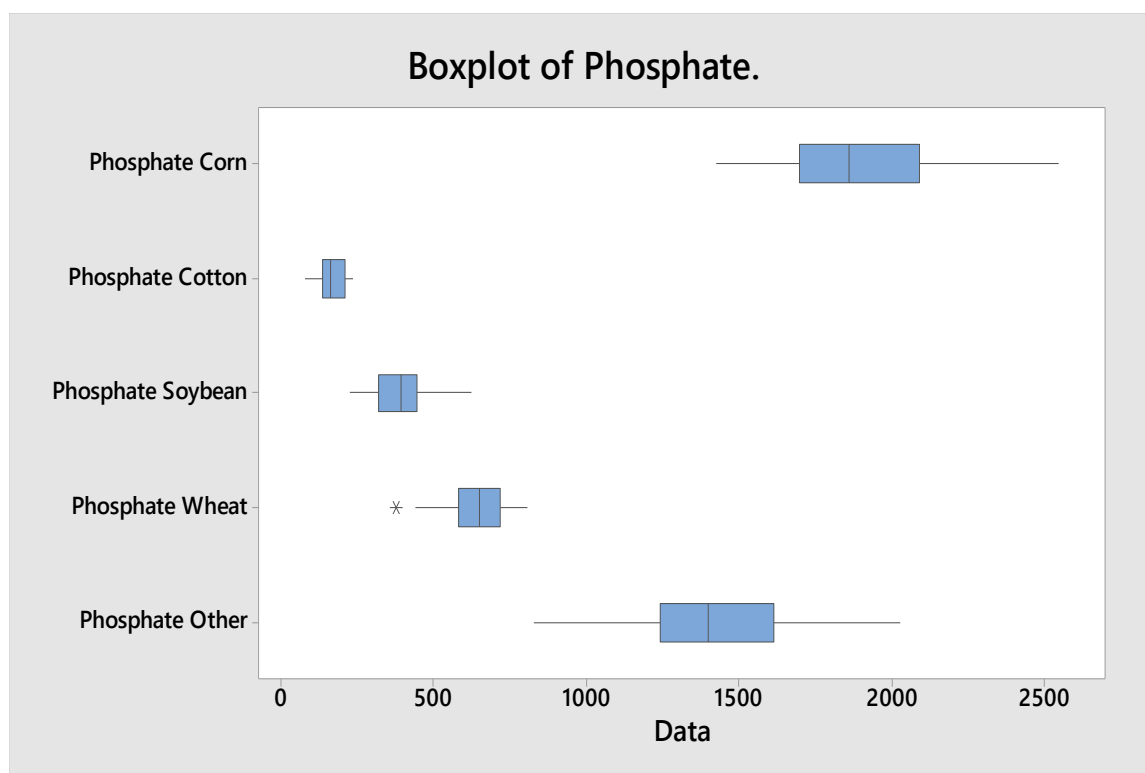 Boxplot of Phosphate.
Phosphate Corn
Phosphate Cotton
Phosphate Soybean
Phosphate Wheat
Phosphate Other
0 500 1000 1500 2000 2500
Data